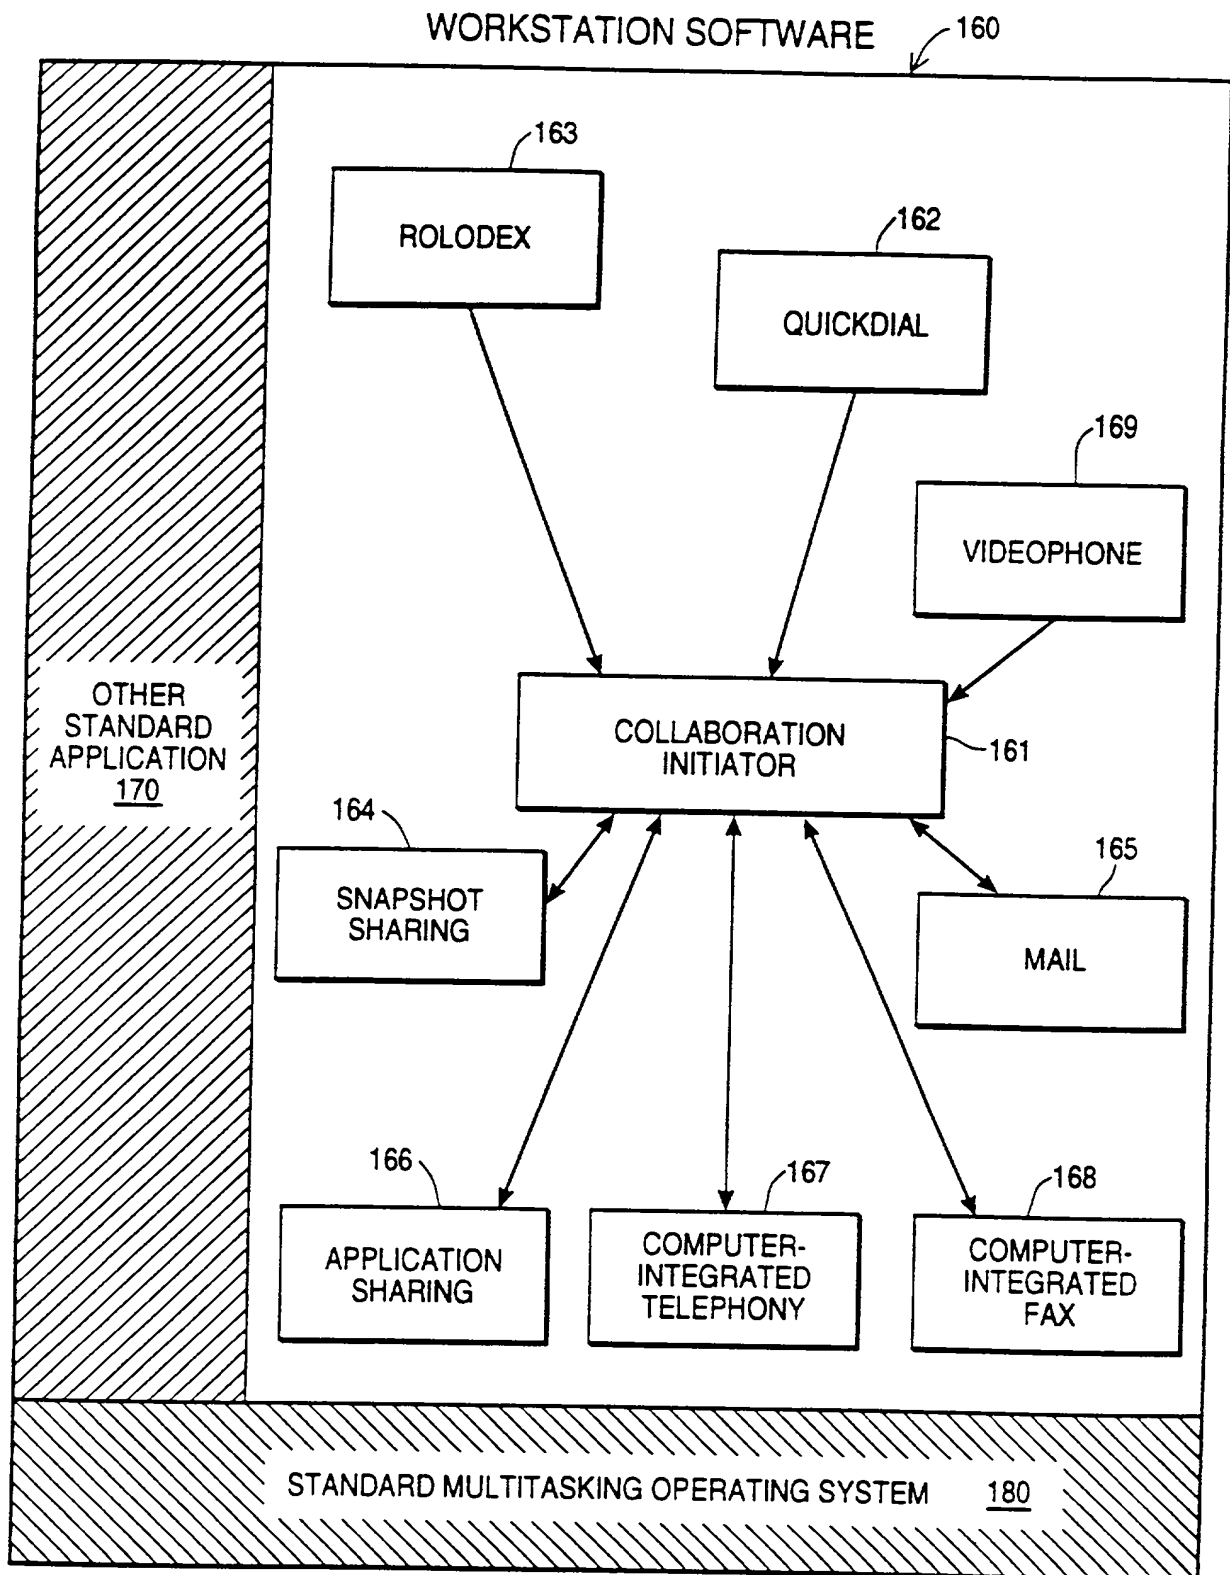 WORKSTATION SOFTWARE
160
163
ROLODEX
162
QUICKDIAL
169
VIDEOPHONE
OTHER
STANDARD
APPLICATION
170
COLLABORATION
INITIATOR
161
164
SNAPSHOT
SHARING
165
MAIL
166
APPLICATION
SHARING
167
COMPUTER-
INTEGRATED
TELEPHONY
168
COMPUTER-
INTEGRATED
FAX
STANDARD MULTITASKING OPERATING SYSTEM 180